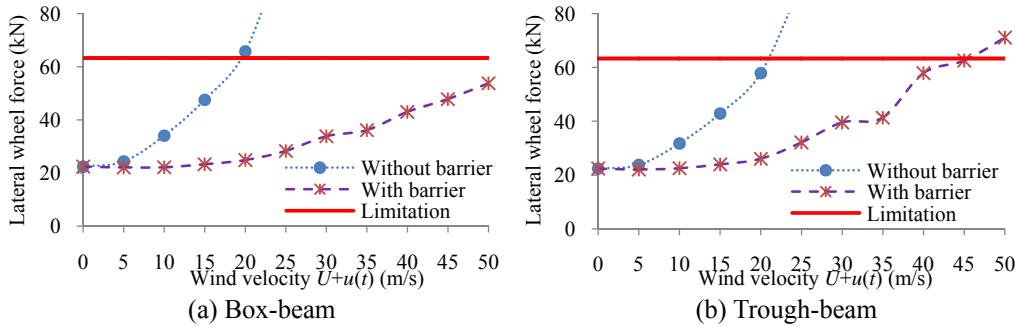 Lateral wheel force (kN)
80
60
40
20
0
Without barrier
With barrier
Limitation
0 5 10 15 20 25 30 35 40 45 50
Wind velocity U+u(t) (m/s)
(a) Box-beam
Lateral wheel force (kN)
80
60
40
20
0
Without barrier
With barrier
Limitation
0 5 10 15 20 25 30 35 40 45 50
Wind velocity U+u(t) (m/s)
(b) Trough-beam